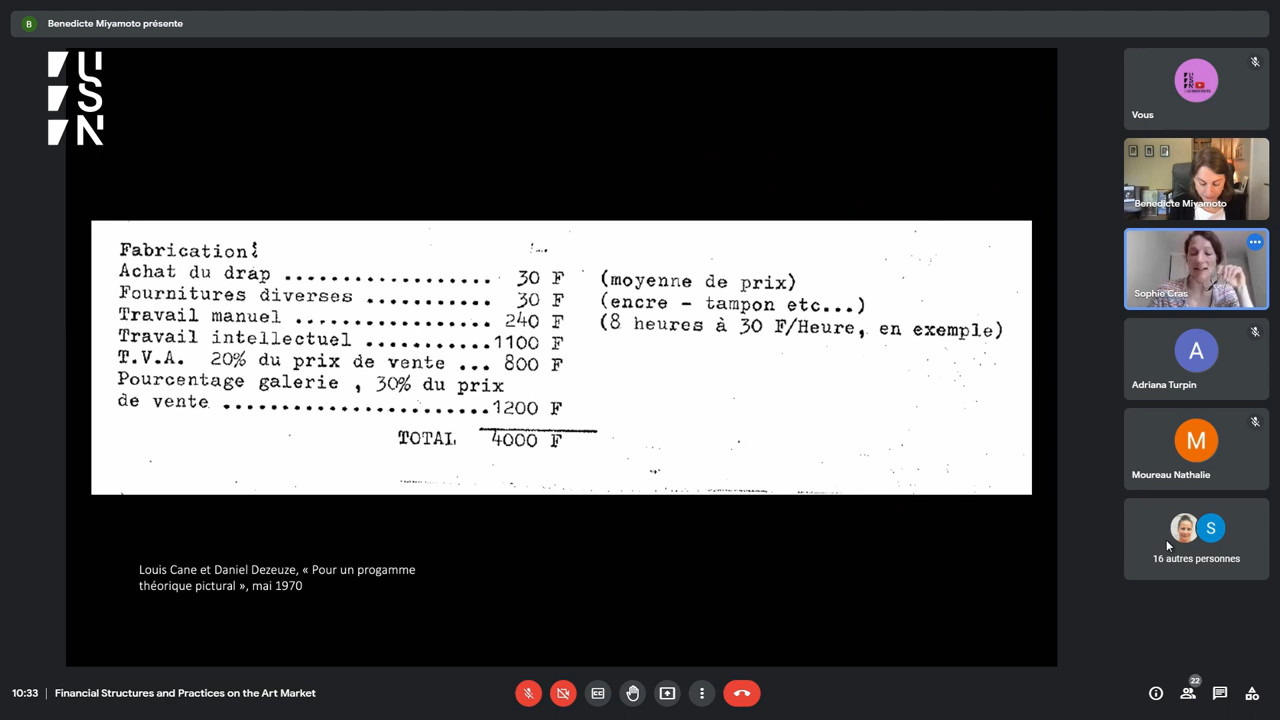 B Benedicte Miyamoto présente
USN
Fabrication:
Achat du drap .................... 30 F (moyenne de prix)
Fournitures diverses ........... 30 F (encre - tampon etc...)
Travail manuel ................... 240 F (8 heures à 30 F/Heure, en exemple)
Travail intellectuel ...........1100 F
T.V.A. 20% du prix de vente ... 800 F
Pourcentage galerie , 30% du prix
de vente .......................1200 F
TOTAL 4000 F
Louis Cane et Daniel Dezeuze, « Pour un progamme
théorique pictural », mai 1970
Vous
Benedicte Miyamoto
Sophie Cras
A
Adriana Turpin
M
Moureau Nathalie
S
16 autres personnes
10:33 | Financial Structures and Practices on the Art Market
22